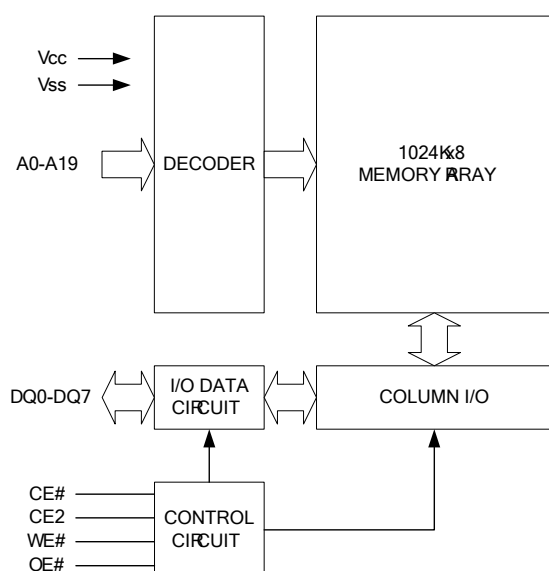 Vcc
Vss
A0-A19
DECODER
1024Kx8
MEMORY ARRAY
DQ0-DQ7
I/O DATA
CIRCUIT
COLUMN I/O
CE#
CE2
WE#
OE#
CONTROL
CIRCUIT